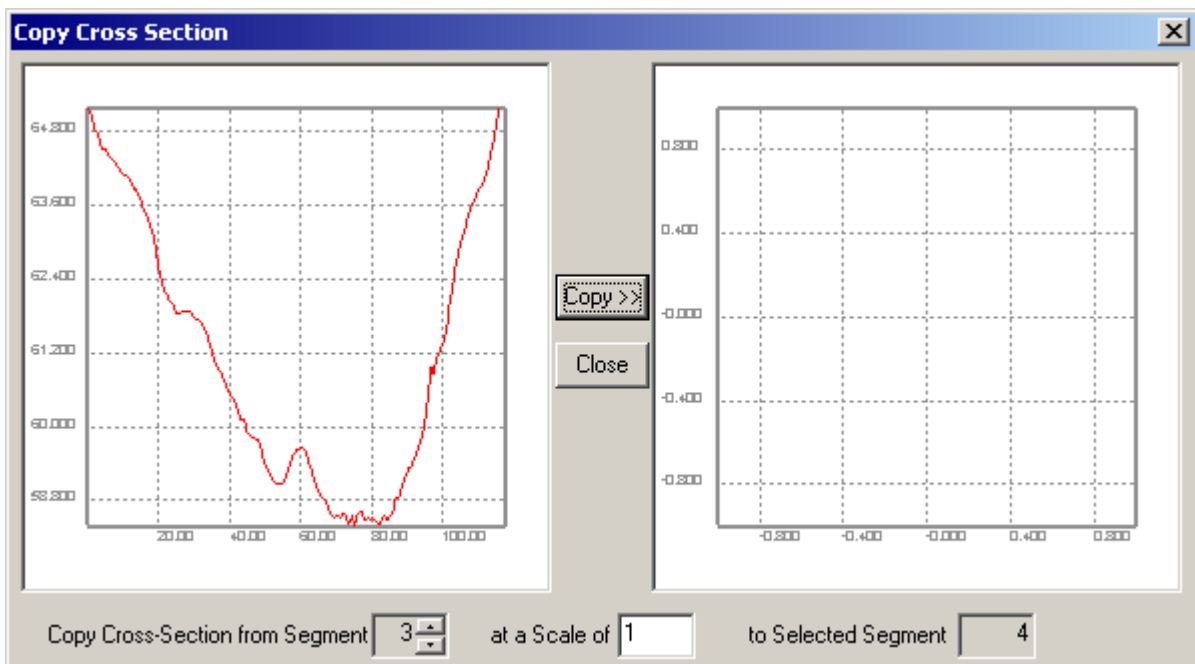 Copy Cross Section
64.800
63.600
62.400
61.200
60.000
58.800
20.00 40.00 60.00 80.00 100.00
Copy >>
Close
0.800
0.400
-0.000
-0.400
-0.800
-0.800 -0.400 -0.000 0.400 0.800
Copy Cross-Section from Segment 3 at a Scale of 1 to Selected Segment 4